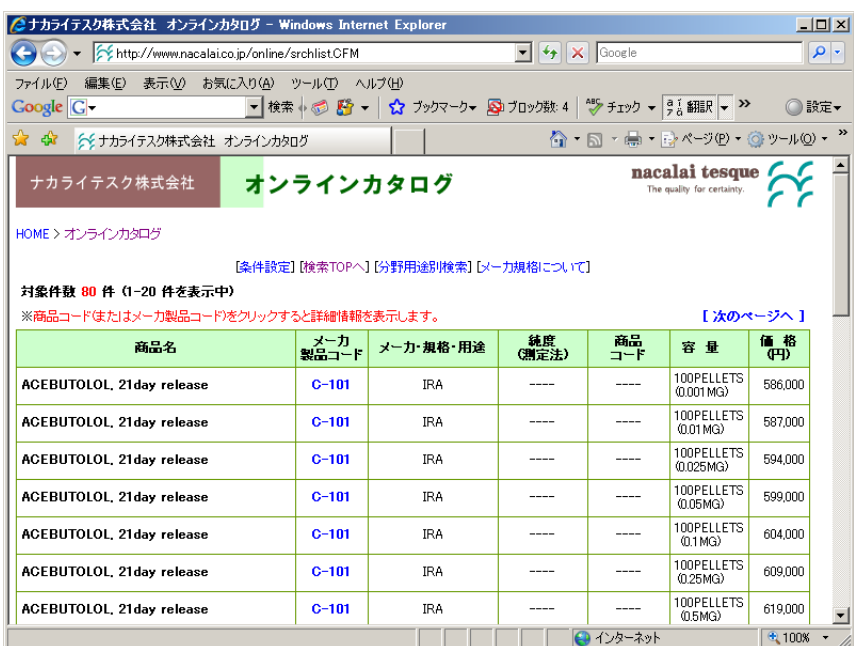 ナカライテスク株式会社 オンラインカタログ - Windows Internet Explorer
http://www.nacalai.co.jp/online/srchlist.CFM
Google
ファイル(F) 編集(E) 表示(V) お気に入り(A) ツール(T) ヘルプ(H)
Google G 検索 ブックマーク ブロック数: 4 チェック 翻訳 » 設定
ナカライテスク株式会社 オンラインカタログ ページ(P) ツール(O) »
ナカライテスク株式会社 オンラインカタログ nacalai tesque
The quality for certainty.
HOME > オンラインカタログ
[条件設定] [検索TOPへ] [分野用途別検索] [メーカ規格について]
対象件数 80 件 (1-20 件を表示中)
※商品コード(またはメーカ製品コード)をクリックすると詳細情報を表示します。 [ 次のページへ ]
商品名 メーカ製品コード メーカ・規格・用途 純度(測定法) 商品コード 容 量 価 格(円)
ACEBUTOLOL, 21day release C-101 IRA ---- ---- 100PELLETS (0.001MG) 586,000
ACEBUTOLOL, 21day release C-101 IRA ---- ---- 100PELLETS (0.01MG) 587,000
ACEBUTOLOL, 21day release C-101 IRA ---- ---- 100PELLETS (0.025MG) 594,000
ACEBUTOLOL, 21day release C-101 IRA ---- ---- 100PELLETS (0.05MG) 599,000
ACEBUTOLOL, 21day release C-101 IRA ---- ---- 100PELLETS (0.1MG) 604,000
ACEBUTOLOL, 21day release C-101 IRA ---- ---- 100PELLETS (0.25MG) 609,000
ACEBUTOLOL, 21day release C-101 IRA ---- ---- 100PELLETS (0.5MG) 619,000
インターネット 100%